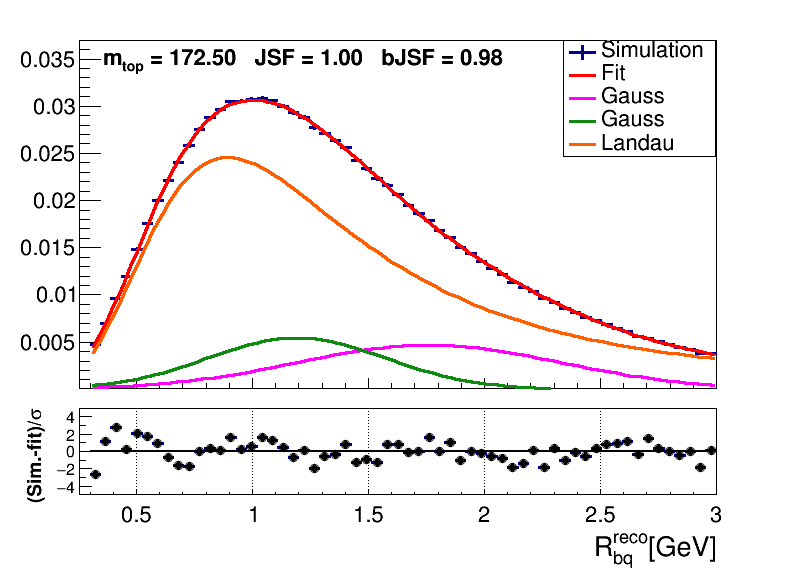 m_top = 172.50 JSF = 1.00 bJSF = 0.98
Simulation
Fit
Gauss
Gauss
Landau
0.035
0.03
0.025
0.02
0.015
0.01
0.005
(Sim.-fit)/σ
4
2
0
−2
−4
0.5 1 1.5 2 2.5 3
R_bq^reco[GeV]